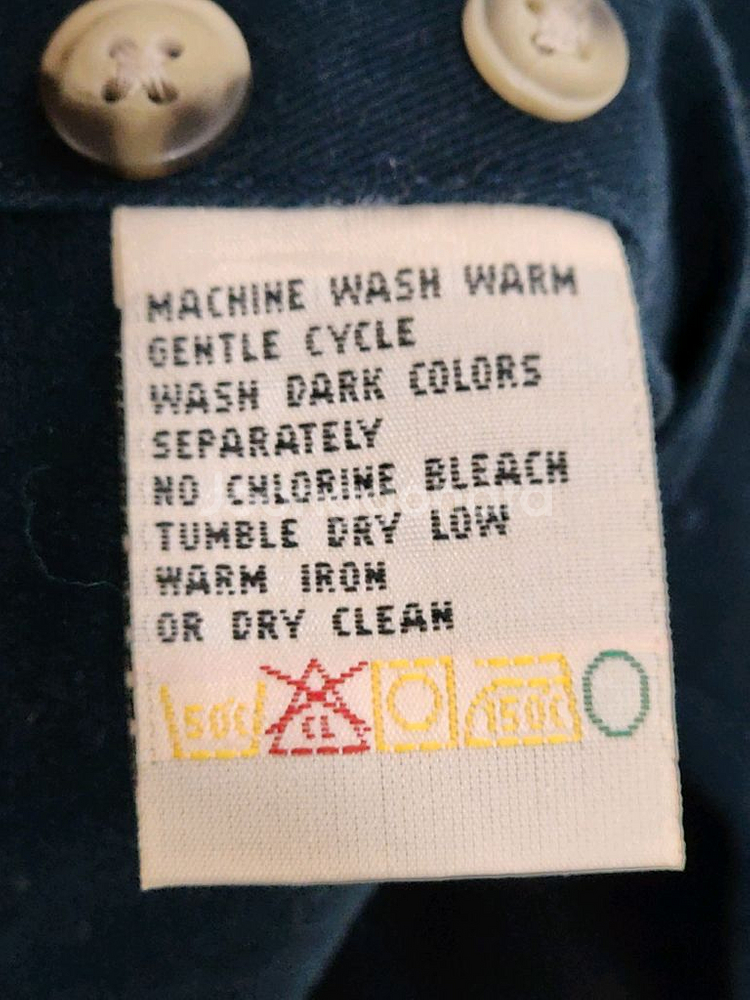 MACHINE WASH WARM
GENTLE CYCLE
WASH DARK COLORS
SEPARATELY
NO CHLORINE BLEACH
TUMBLE DRY LOW
WARM IRON
OR DRY CLEAN
50C CL 150C